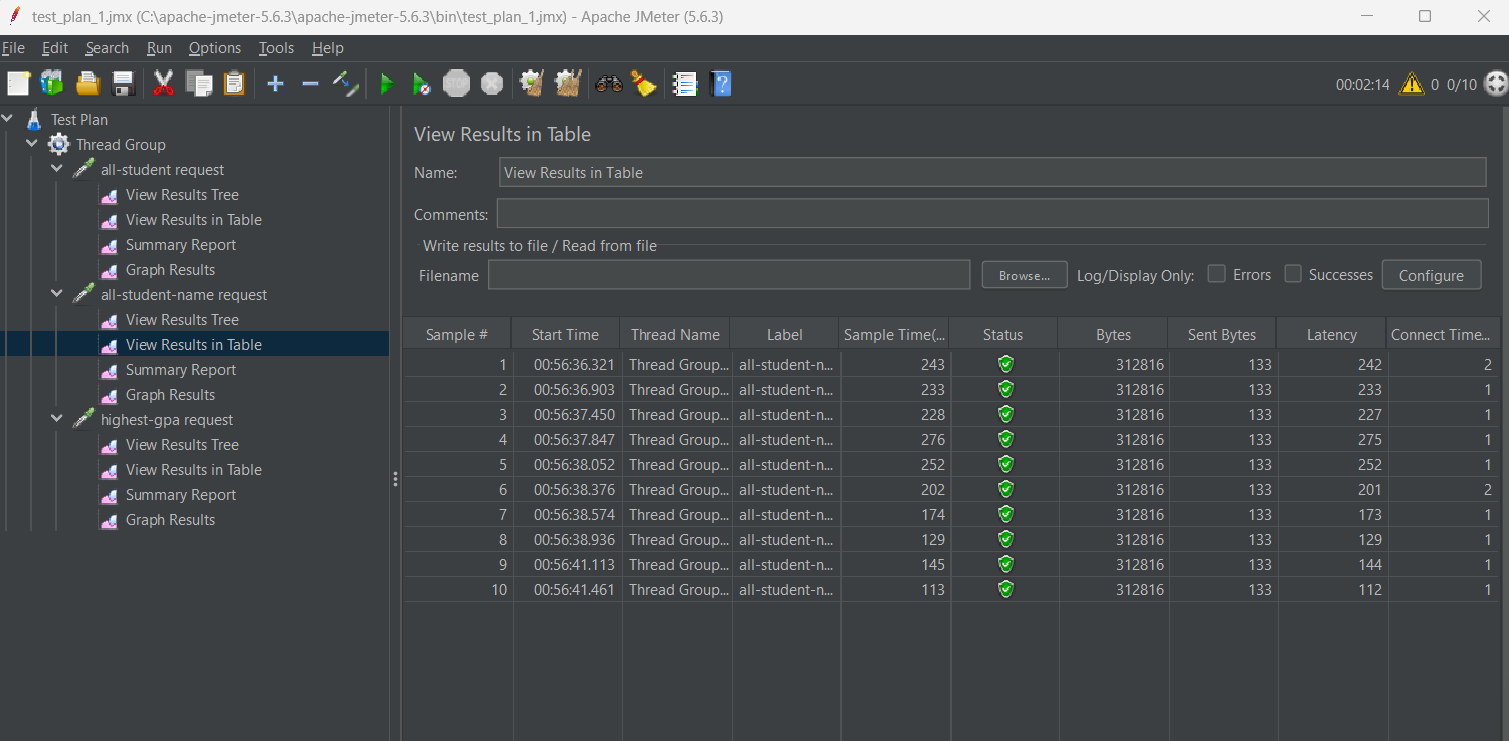 test_plan_1.jmx (C:\apache-jmeter-5.6.3\apache-jmeter-5.6.3\bin\test_plan_1.jmx) - Apache JMeter (5.6.3)
File Edit Search Run Options Tools Help
STOP
00:02:14 0 0/10
Test Plan
Thread Group
all-student request
View Results Tree
View Results in Table
Summary Report
Graph Results
all-student-name request
View Results Tree
View Results in Table
Summary Report
Graph Results
highest-gpa request
View Results Tree
View Results in Table
Summary Report
Graph Results
View Results in Table
Name: View Results in Table
Comments:
Write results to file / Read from file
Filename Browse... Log/Display Only: Errors Successes Configure
Sample # Start Time Thread Name Label Sample Time(... Status Bytes Sent Bytes Latency Connect Time...
1 00:56:36.321 Thread Group... all-student-n... 243 312816 133 242 2
2 00:56:36.903 Thread Group... all-student-n... 233 312816 133 233 1
3 00:56:37.450 Thread Group... all-student-n... 228 312816 133 227 1
4 00:56:37.847 Thread Group... all-student-n... 276 312816 133 275 1
5 00:56:38.052 Thread Group... all-student-n... 252 312816 133 252 1
6 00:56:38.376 Thread Group... all-student-n... 202 312816 133 201 2
7 00:56:38.574 Thread Group... all-student-n... 174 312816 133 173 1
8 00:56:38.936 Thread Group... all-student-n... 129 312816 133 129 1
9 00:56:41.113 Thread Group... all-student-n... 145 312816 133 144 1
10 00:56:41.461 Thread Group... all-student-n... 113 312816 133 112 1